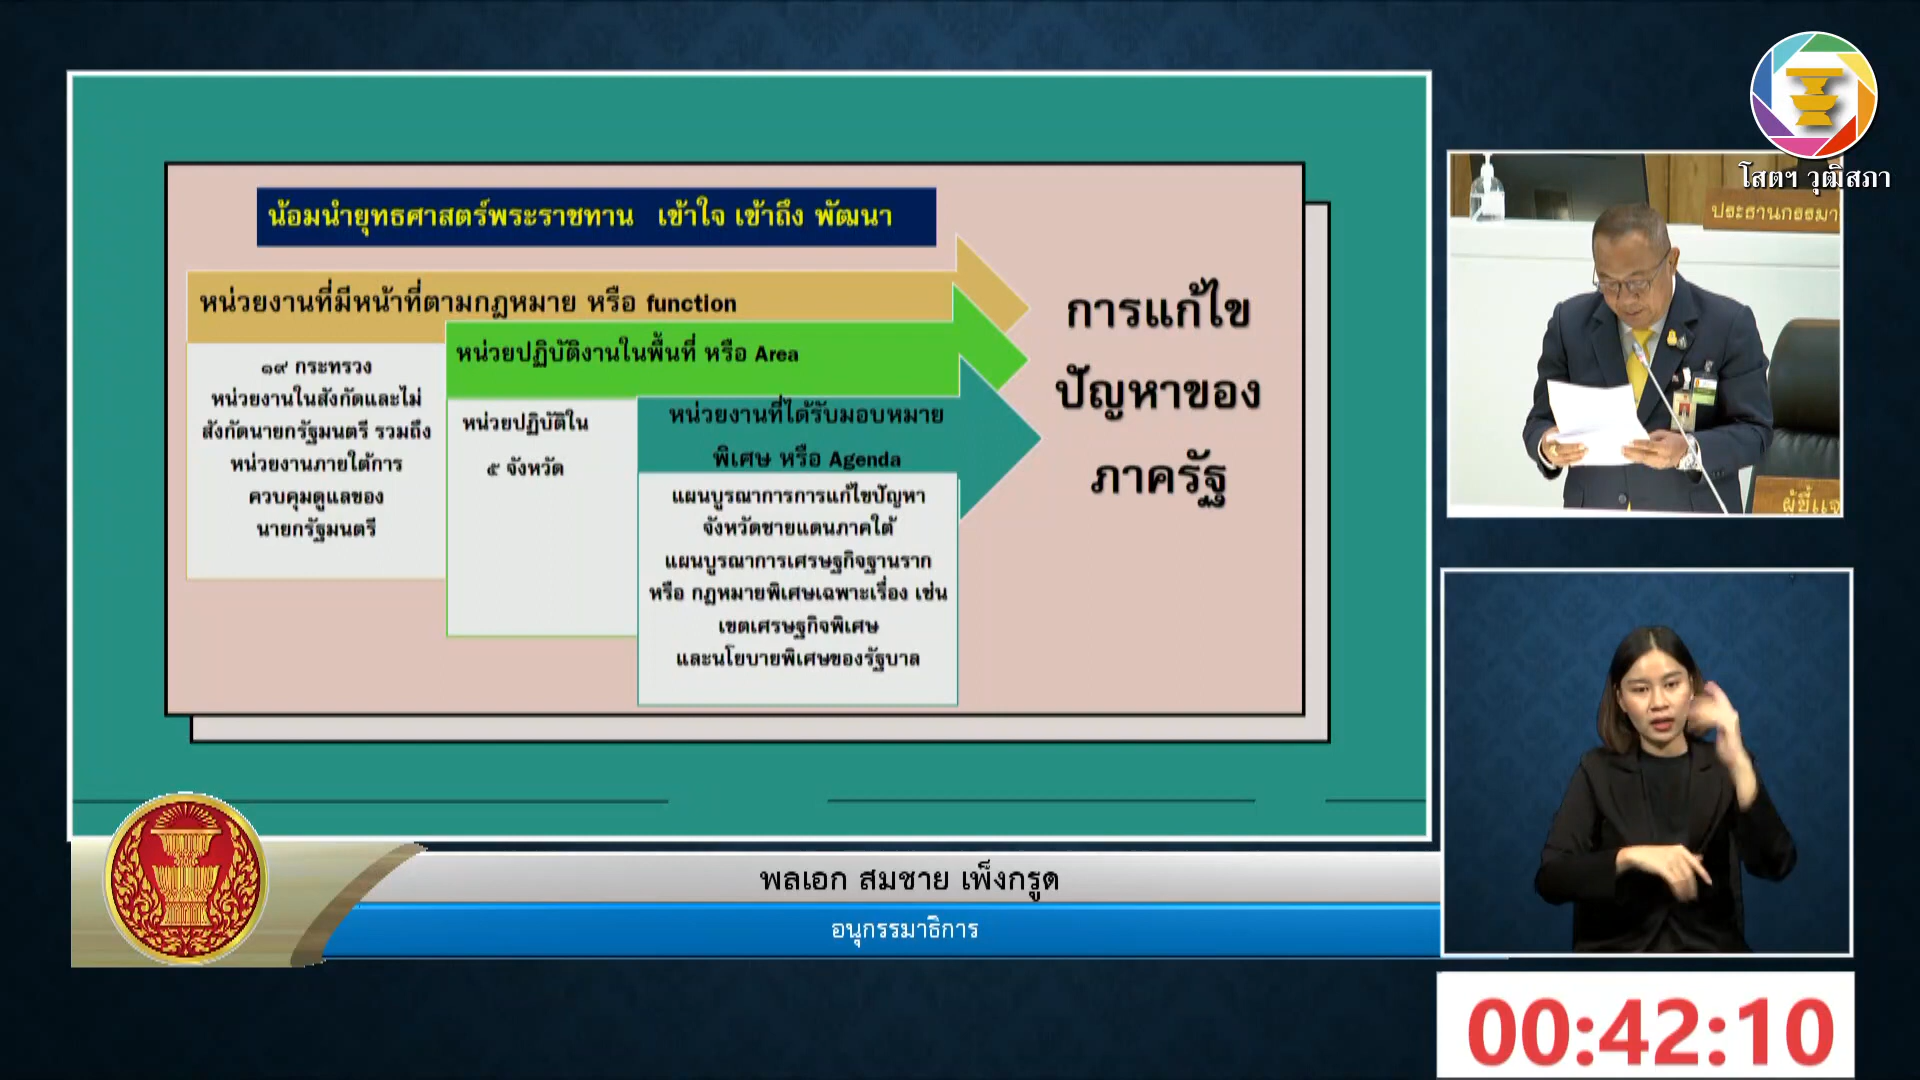 โสตฯ วุฒิสภา
น้อมนำยุทธศาสตร์พระราชทาน เข้าใจ เข้าถึง พัฒนา
หน่วยงานที่มีหน้าที่ตามกฎหมาย หรือ function
๑๙ กระทรวง
หน่วยงานในสังกัดและไม่
สังกัดนายกรัฐมนตรี รวมถึง
หน่วยงานภายใต้การ
ควบคุมดูแลของ
นายกรัฐมนตรี
หน่วยปฏิบัติงานในพื้นที่ หรือ Area
หน่วยปฏิบัติใน
๕ จังหวัด
หน่วยงานที่ได้รับมอบหมาย
พิเศษ หรือ Agenda
แผนบูรณาการการแก้ไขปัญหา
จังหวัดชายแดนภาคใต้
แผนบูรณาการเศรษฐกิจฐานราก
หรือ กฎหมายพิเศษเฉพาะเรื่อง เช่น
เขตเศรษฐกิจพิเศษ
และนโยบายพิเศษของรัฐบาล
การแก้ไข
ปัญหาของ
ภาครัฐ
ประธานกรรมา
ผู้ชี้แจ
พลเอก สมชาย เพ็งกรูด
อนุกรรมาธิการ
00:42:10